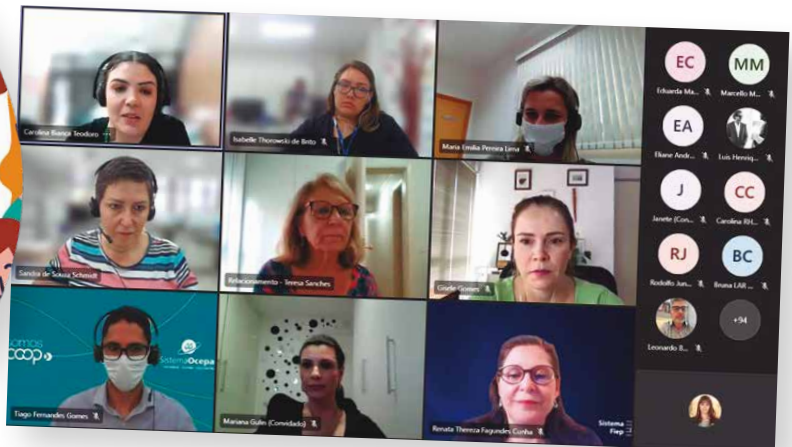 Carolina Bianca Teodoro
Isabelle Thorowski de Brito
Maria Emilia Pereira Lima
EC
MM
Eduarda Ma...
Marcello M...
EA
Eliane Andr...
Luis Henriq...
Sandra de Souza Schmidt
Relacionamento - Teresa Sanches
Gisele Gomes
J
CC
Janete (Con...
Carolina RH...
RJ
BC
Rodolfo Jun...
Bruna LAR ...
somos
coop
SistemaOcepar
Tiago Fernandes Gomes
Mariana Gulin (Convidado)
Renata Thereza Fagundes Cunha
Sistema
Fiep
+94
Leonardo B...